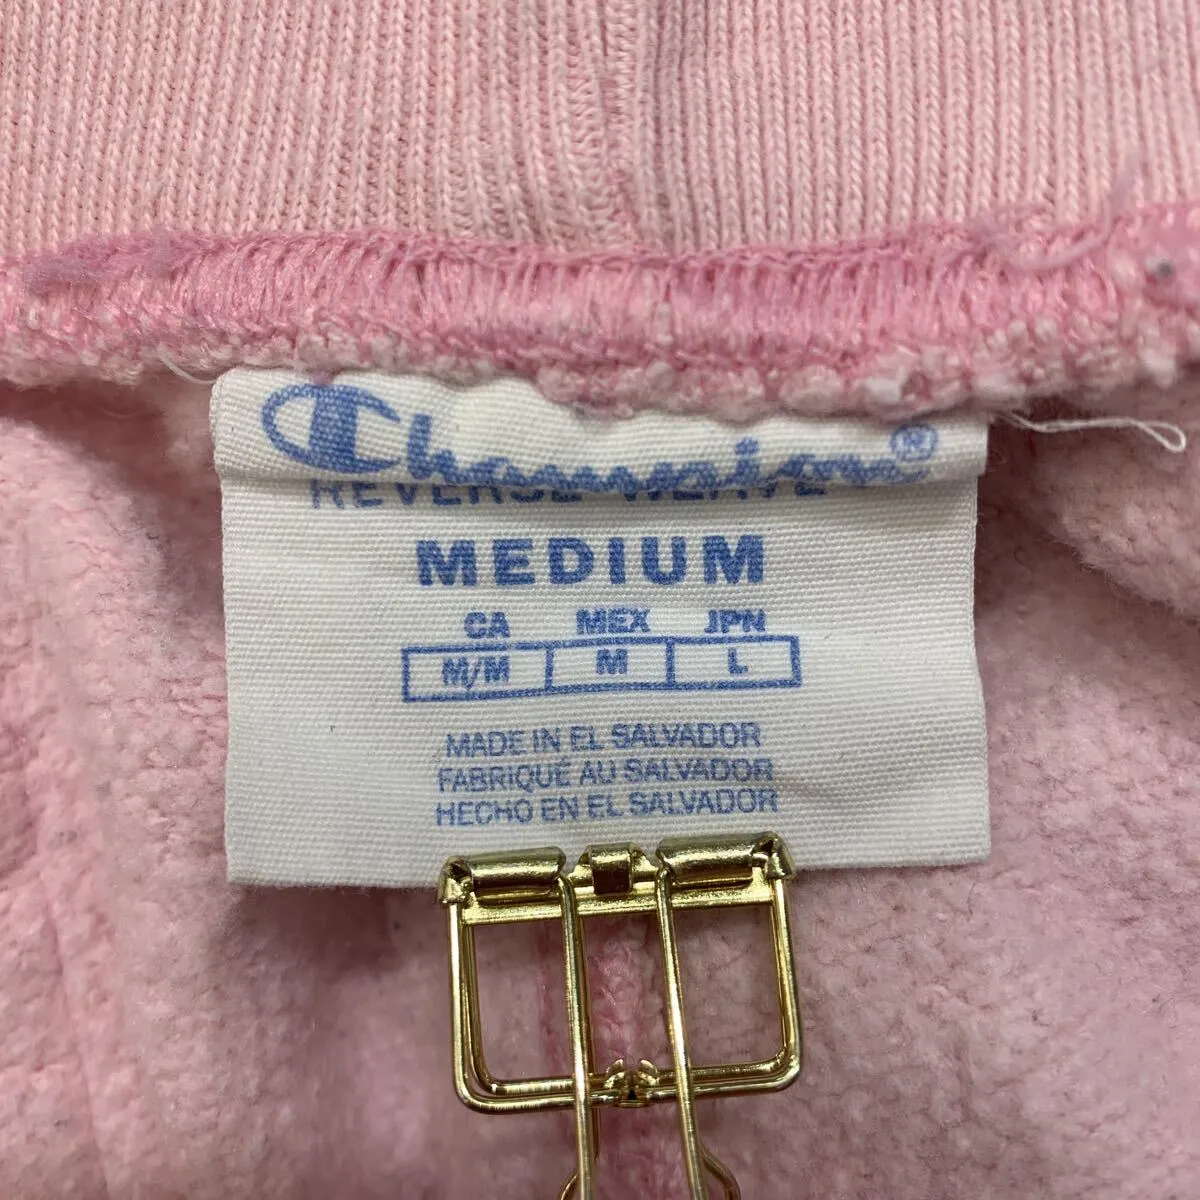 Champion®
REVERSE WEAVE
MEDIUM
CA MEX JPN
M/M M L
MADE IN EL SALVADOR
FABRIQUÉ AU SALVADOR
HECHO EN EL SALVADOR